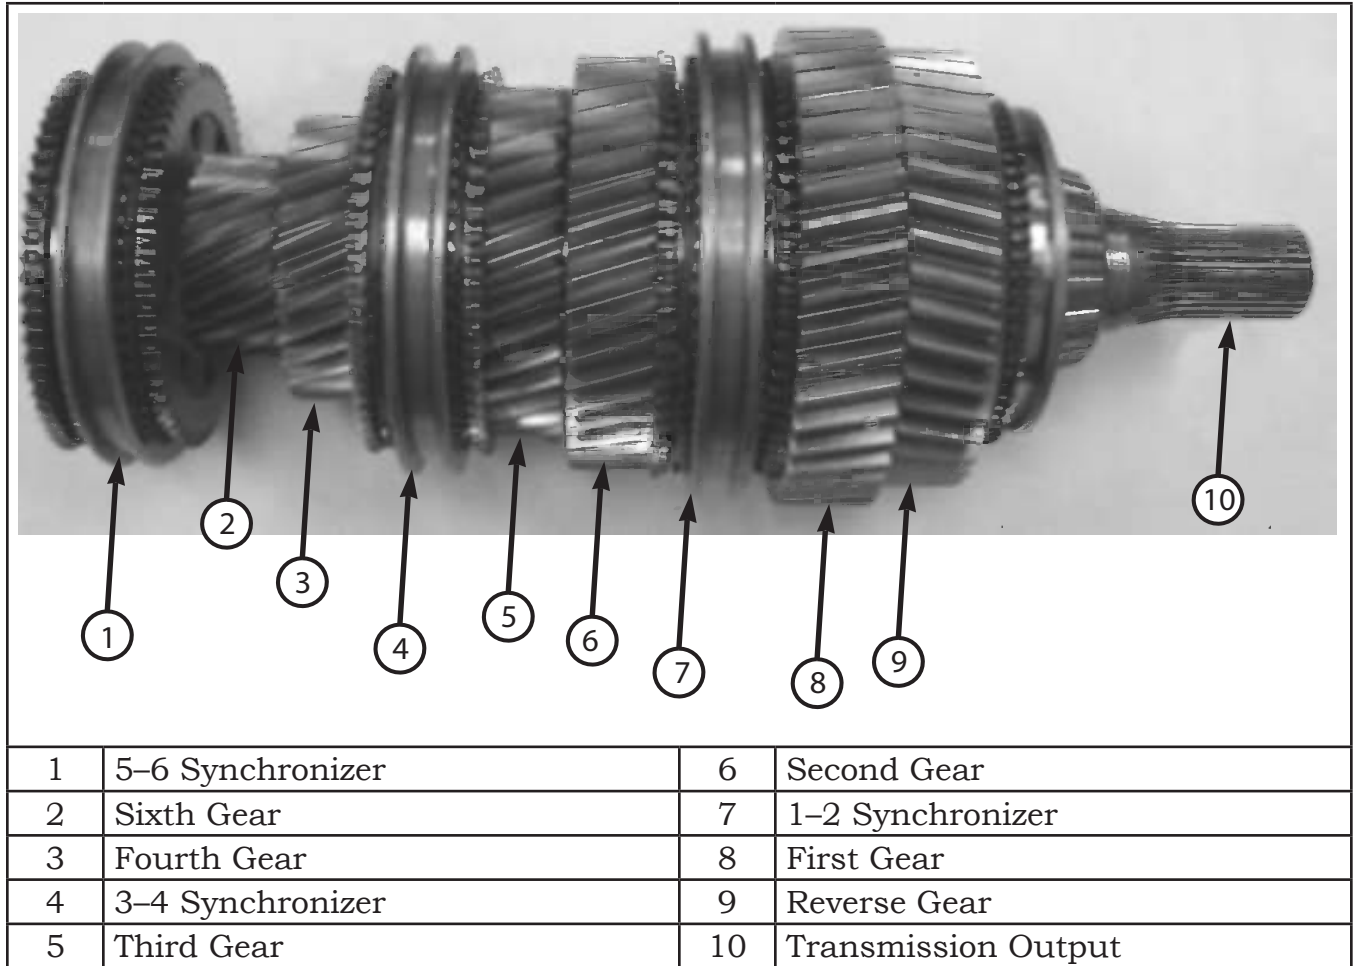 10
2
3
5
1
6
4
9
7
8
1 5–6 Synchronizer 6 Second Gear
2 Sixth Gear 7 1–2 Synchronizer
3 Fourth Gear 8 First Gear
4 3–4 Synchronizer 9 Reverse Gear
5 Third Gear 10 Transmission Output